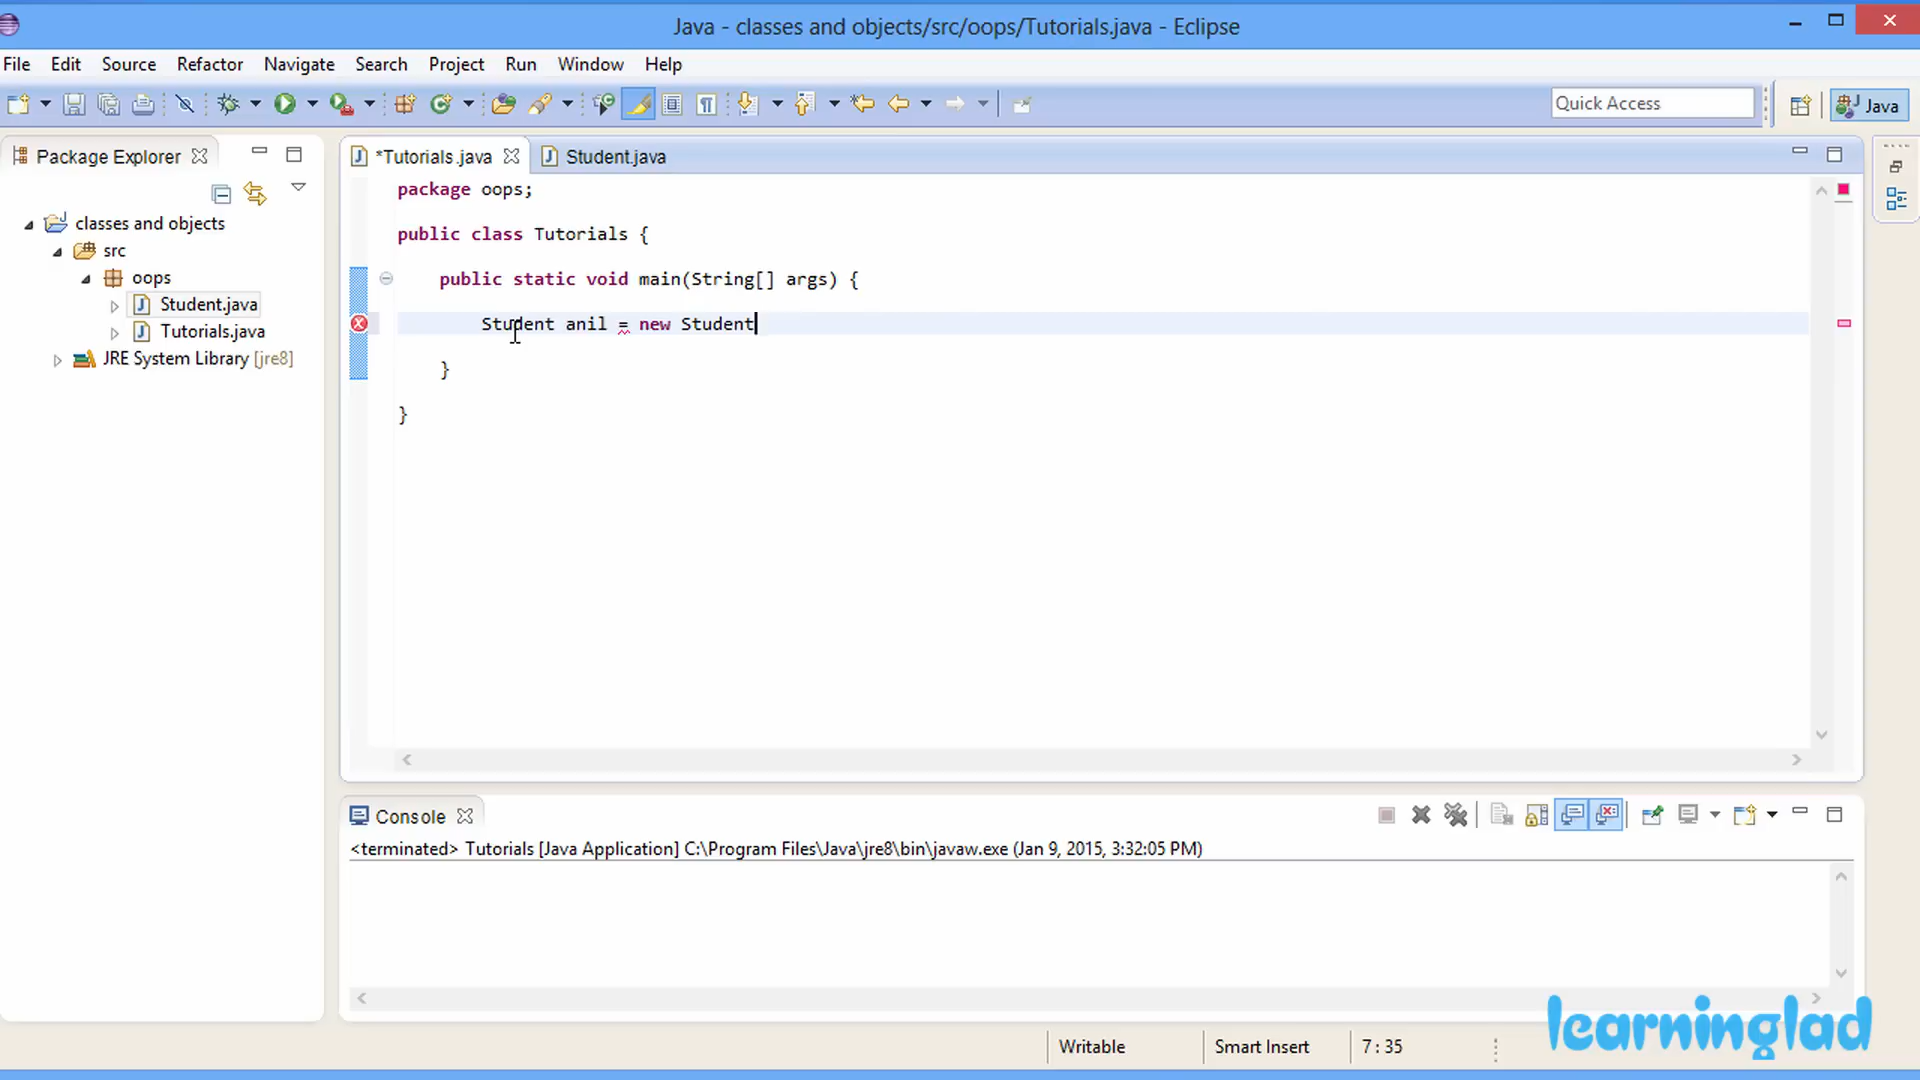 Java - classes and objects/src/oops/Tutorials.java - Eclipse
File Edit Source Refactor Navigate Search Project Run Window Help
Quick Access
Java
Package Explorer
classes and objects
src
oops
Student.java
Tutorials.java
JRE System Library [jre8]
*Tutorials.java
Student.java
package oops;
public class Tutorials {
public static void main(String[] args) {
Student anil = new Student
}
}
Console
<terminated> Tutorials [Java Application] C:\Program Files\Java\jre8\bin\javaw.exe (Jan 9, 2015, 3:32:05 PM)
Writable
Smart Insert
7 : 35
learninglad